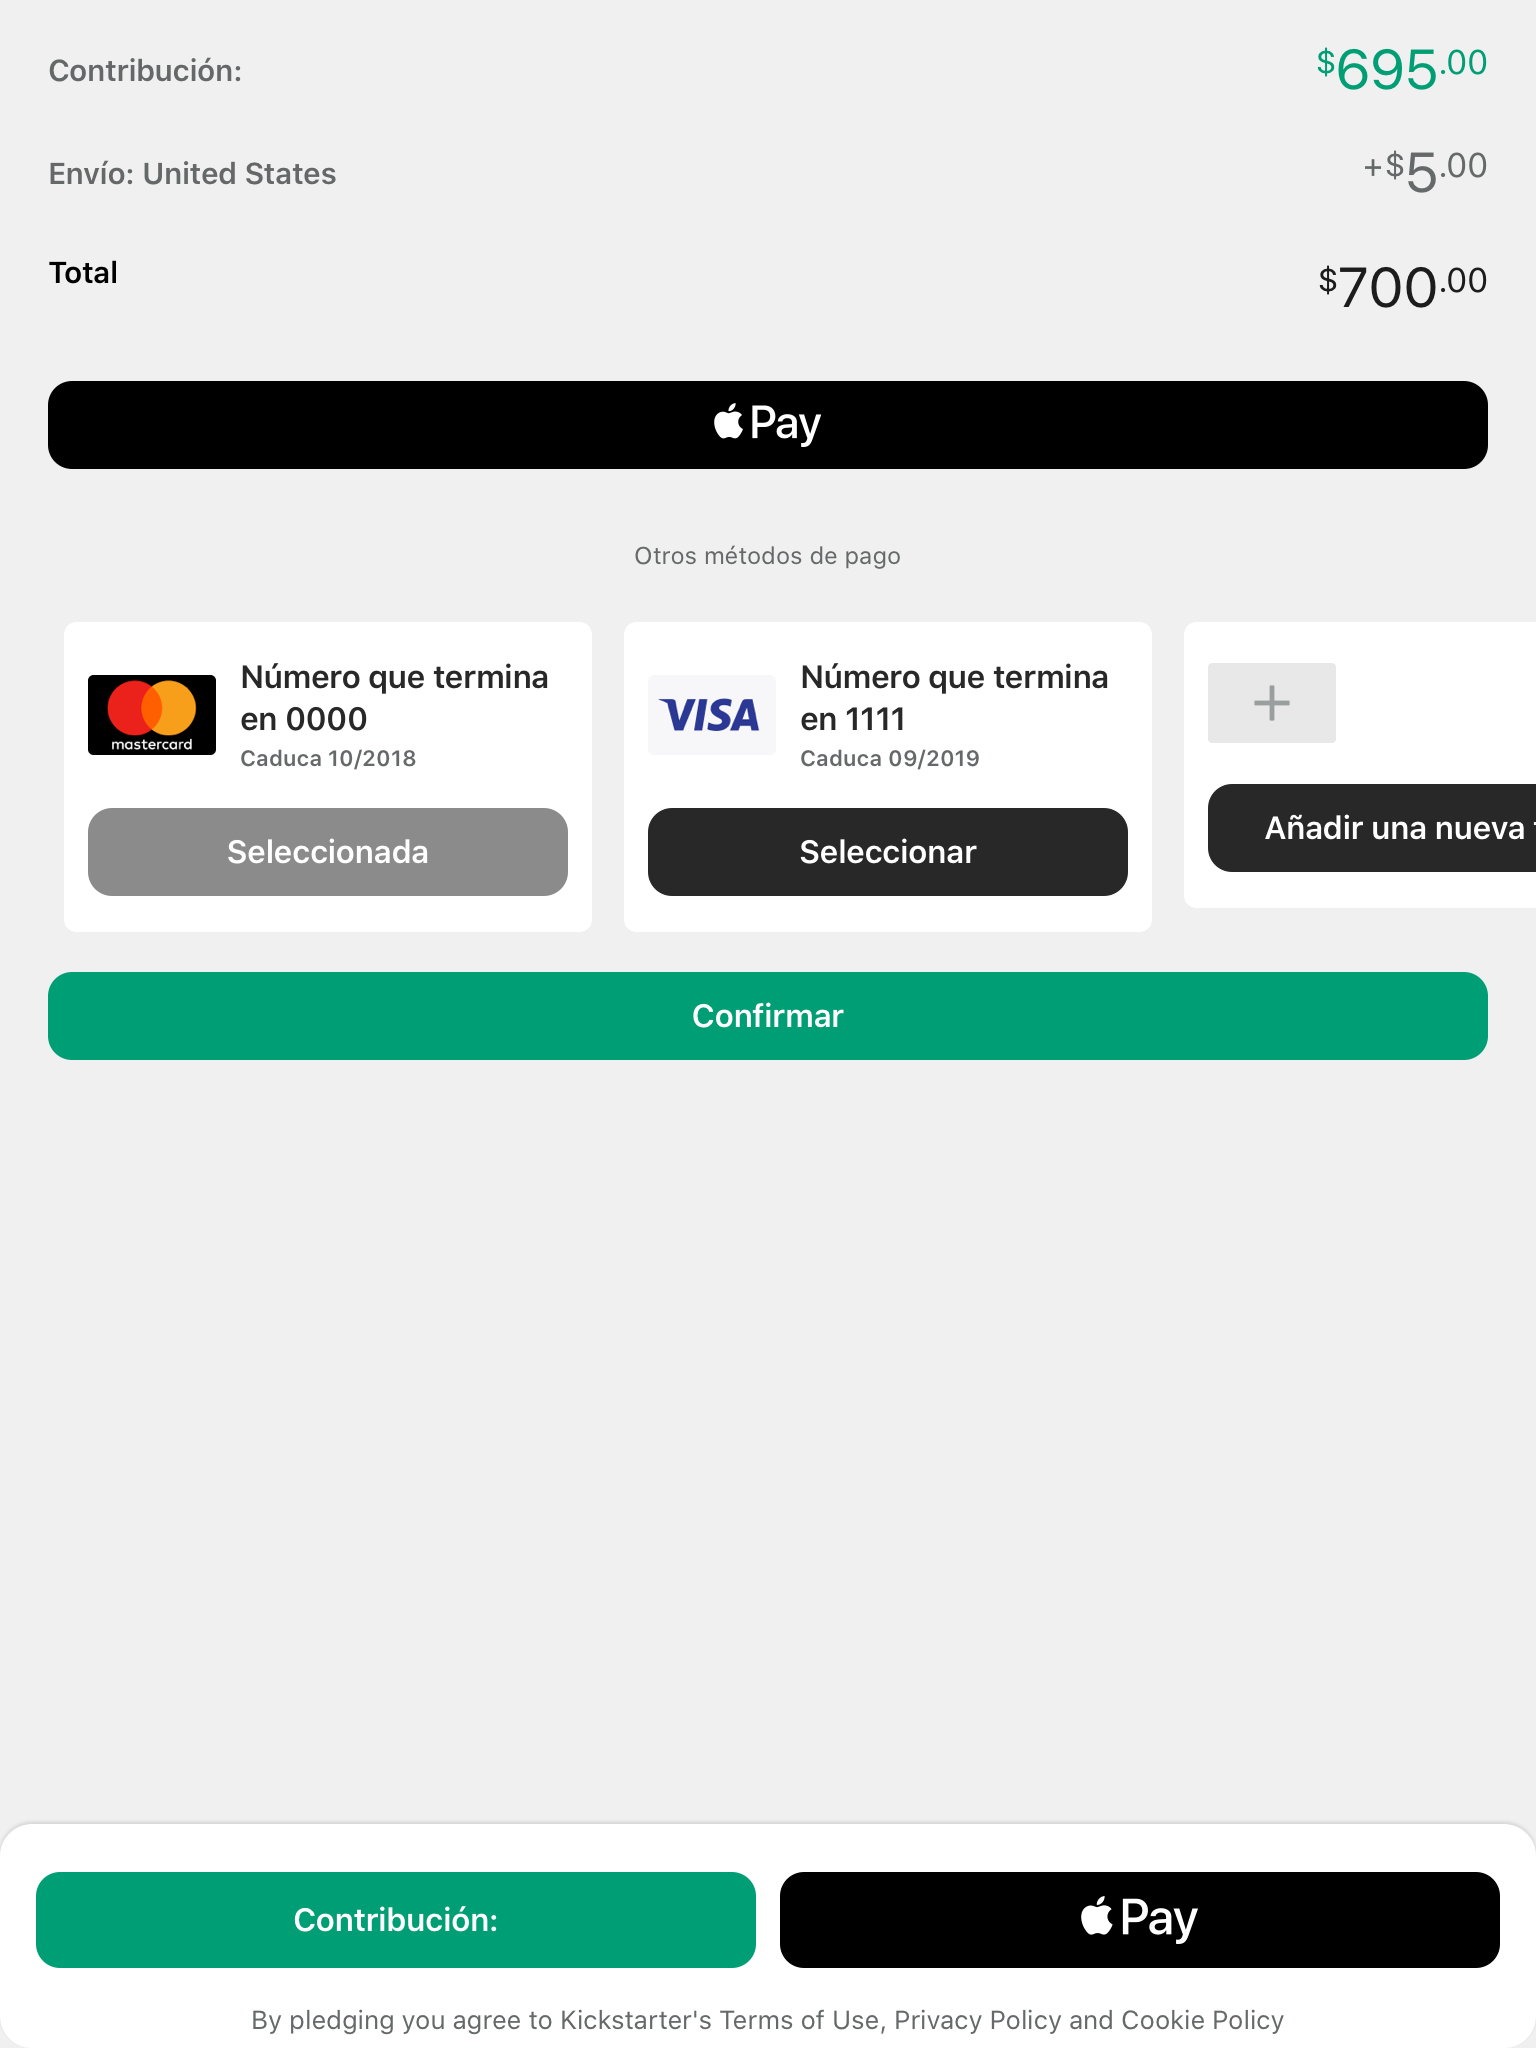 Contribución:
$695.00
Envío: United States
+$5.00
Total
$700.00
Pay
Otros métodos de pago
mastercard
Número que termina
en 0000
Caduca 10/2018
Seleccionada
VISA
Número que termina
en 1111
Caduca 09/2019
Seleccionar
+
Añadir una nueva
Confirmar
Contribución:
Pay
By pledging you agree to Kickstarter's Terms of Use, Privacy Policy and Cookie Policy